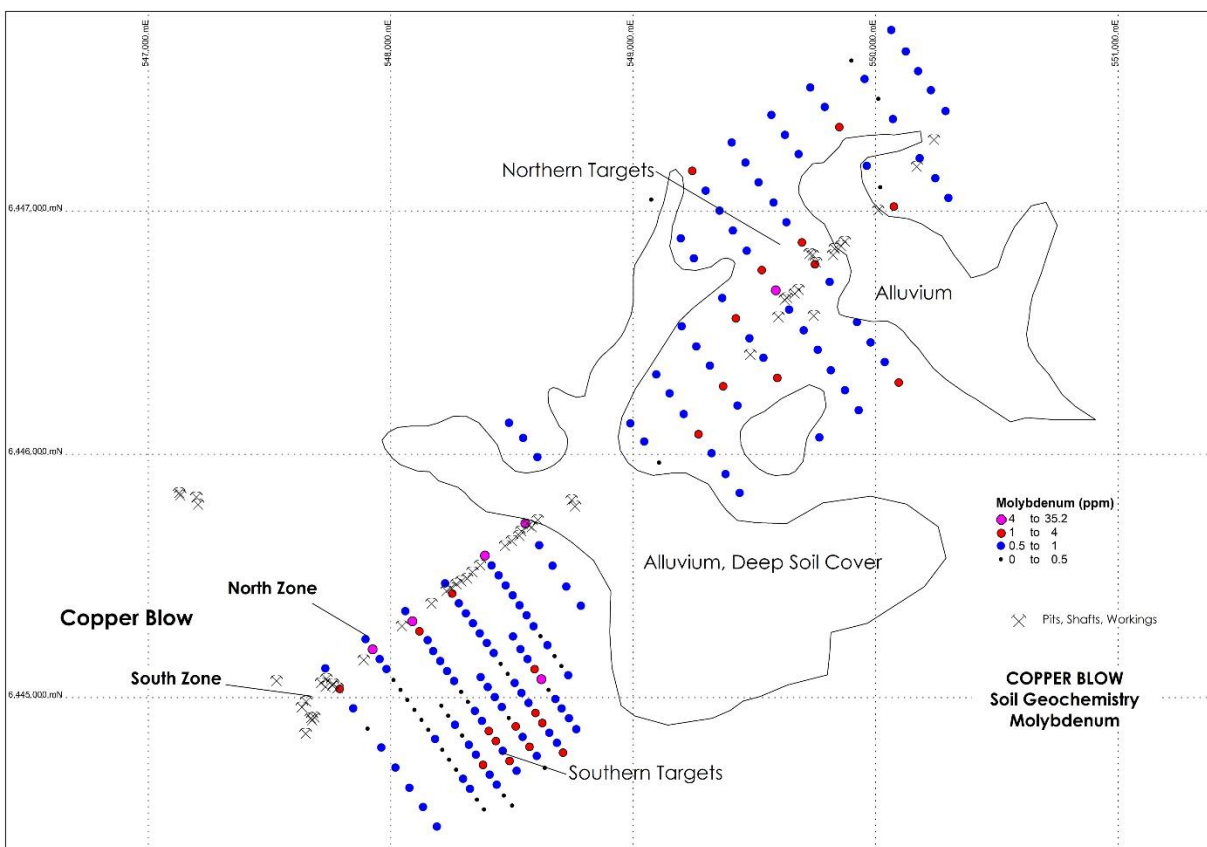 547,000.mE
548,000.mE
549,000.mE
550,000.mE
551,000.mE
Northern Targets
6,447,000.mN
Alluvium
6,446,000.mN
Molybdenum (ppm)
4 to 35.2
1 to 4
0.5 to 1
0 to 0.5
Alluvium, Deep Soil Cover
North Zone
Copper Blow
Pits, Shafts, Workings
South Zone
6,445,000.mN
COPPER BLOW
Soil Geochemistry
Molybdenum
Southern Targets